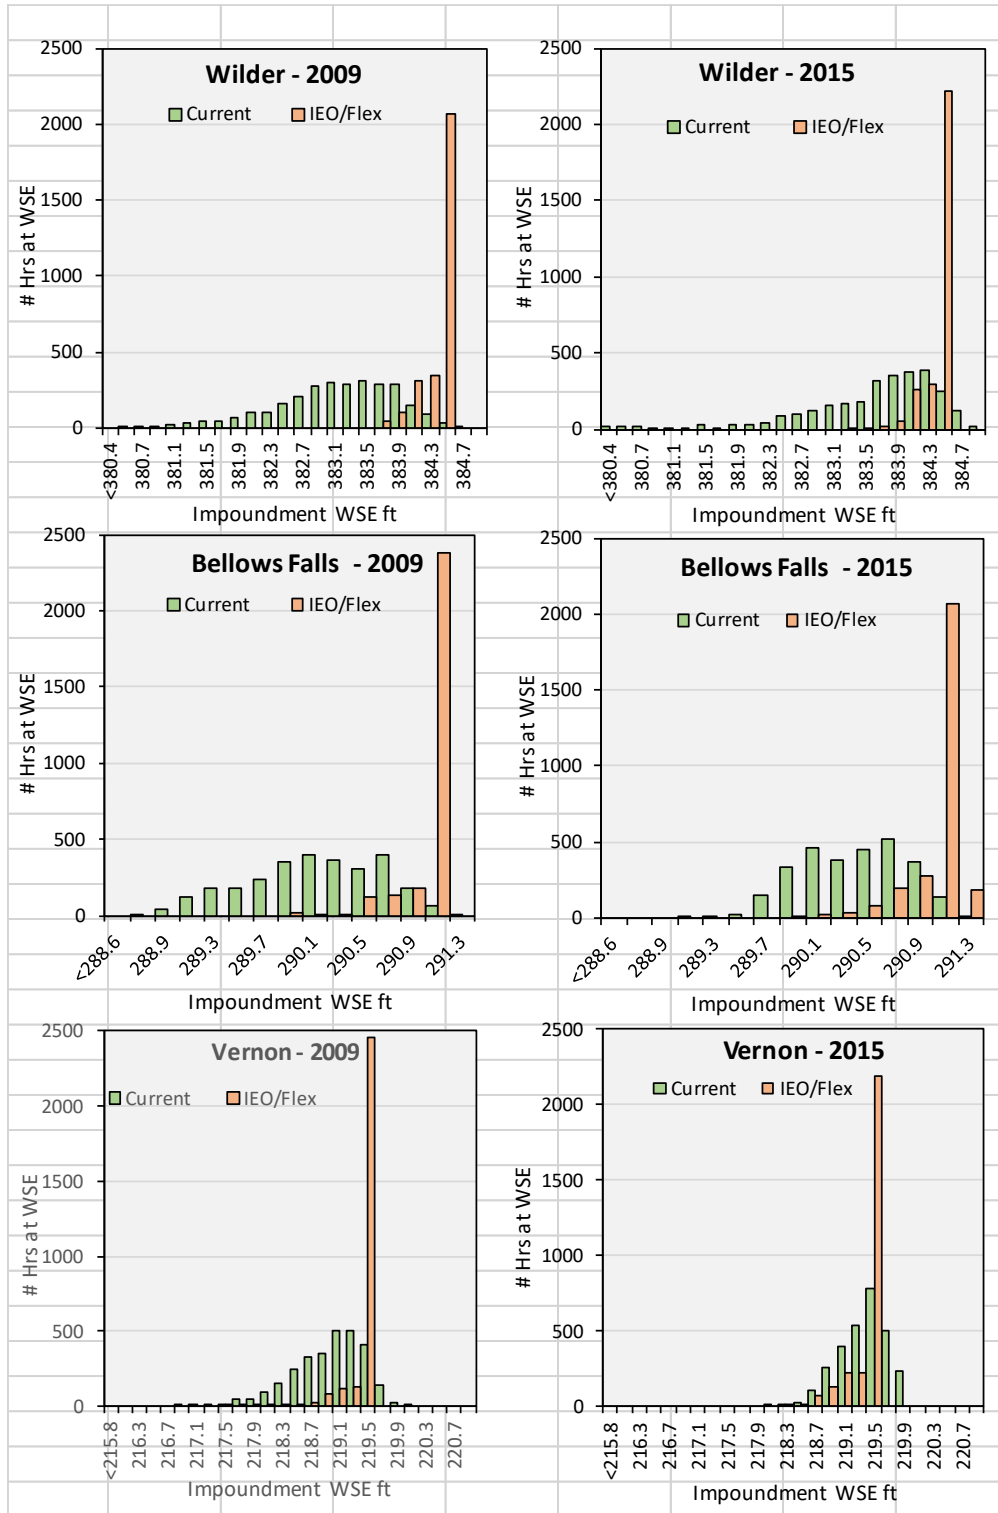 Wilder - 2009
Current IEO/Flex
# Hrs at WSE
2500
2000
1500
1000
500
0
<380.4 380.7 381.1 381.5 381.9 382.3 382.7 383.1 383.5 383.9 384.3 384.7
Impoundment WSE ft
Wilder - 2015
Current IEO/Flex
# Hrs at WSE
2500
2000
1500
1000
500
0
<380.4 380.7 381.1 381.5 381.9 382.3 382.7 383.1 383.5 383.9 384.3 384.7
Impoundment WSE ft
Bellows Falls - 2009
Current IEO/Flex
# Hrs at WSE
2500
2000
1500
1000
500
0
<288.6 288.9 289.3 289.7 290.1 290.5 290.9 291.3
Impoundment WSE ft
Bellows Falls - 2015
Current IEO/Flex
# Hrs at WSE
2500
2000
1500
1000
500
0
<288.6 288.9 289.3 289.7 290.1 290.5 290.9 291.3
Impoundment WSE ft
Vernon - 2009
Current IEO/Flex
# Hrs at WSE
2500
2000
1500
1000
500
0
<215.8 216.3 216.7 217.1 217.5 217.9 218.3 218.7 219.1 219.5 219.9 220.3 220.7
Impoundment WSE ft
Vernon - 2015
Current IEO/Flex
# Hrs at WSE
2500
2000
1500
1000
500
0
<215.8 216.3 216.7 217.1 217.5 217.9 218.3 218.7 219.1 219.5 219.9 220.3 220.7
Impoundment WSE ft